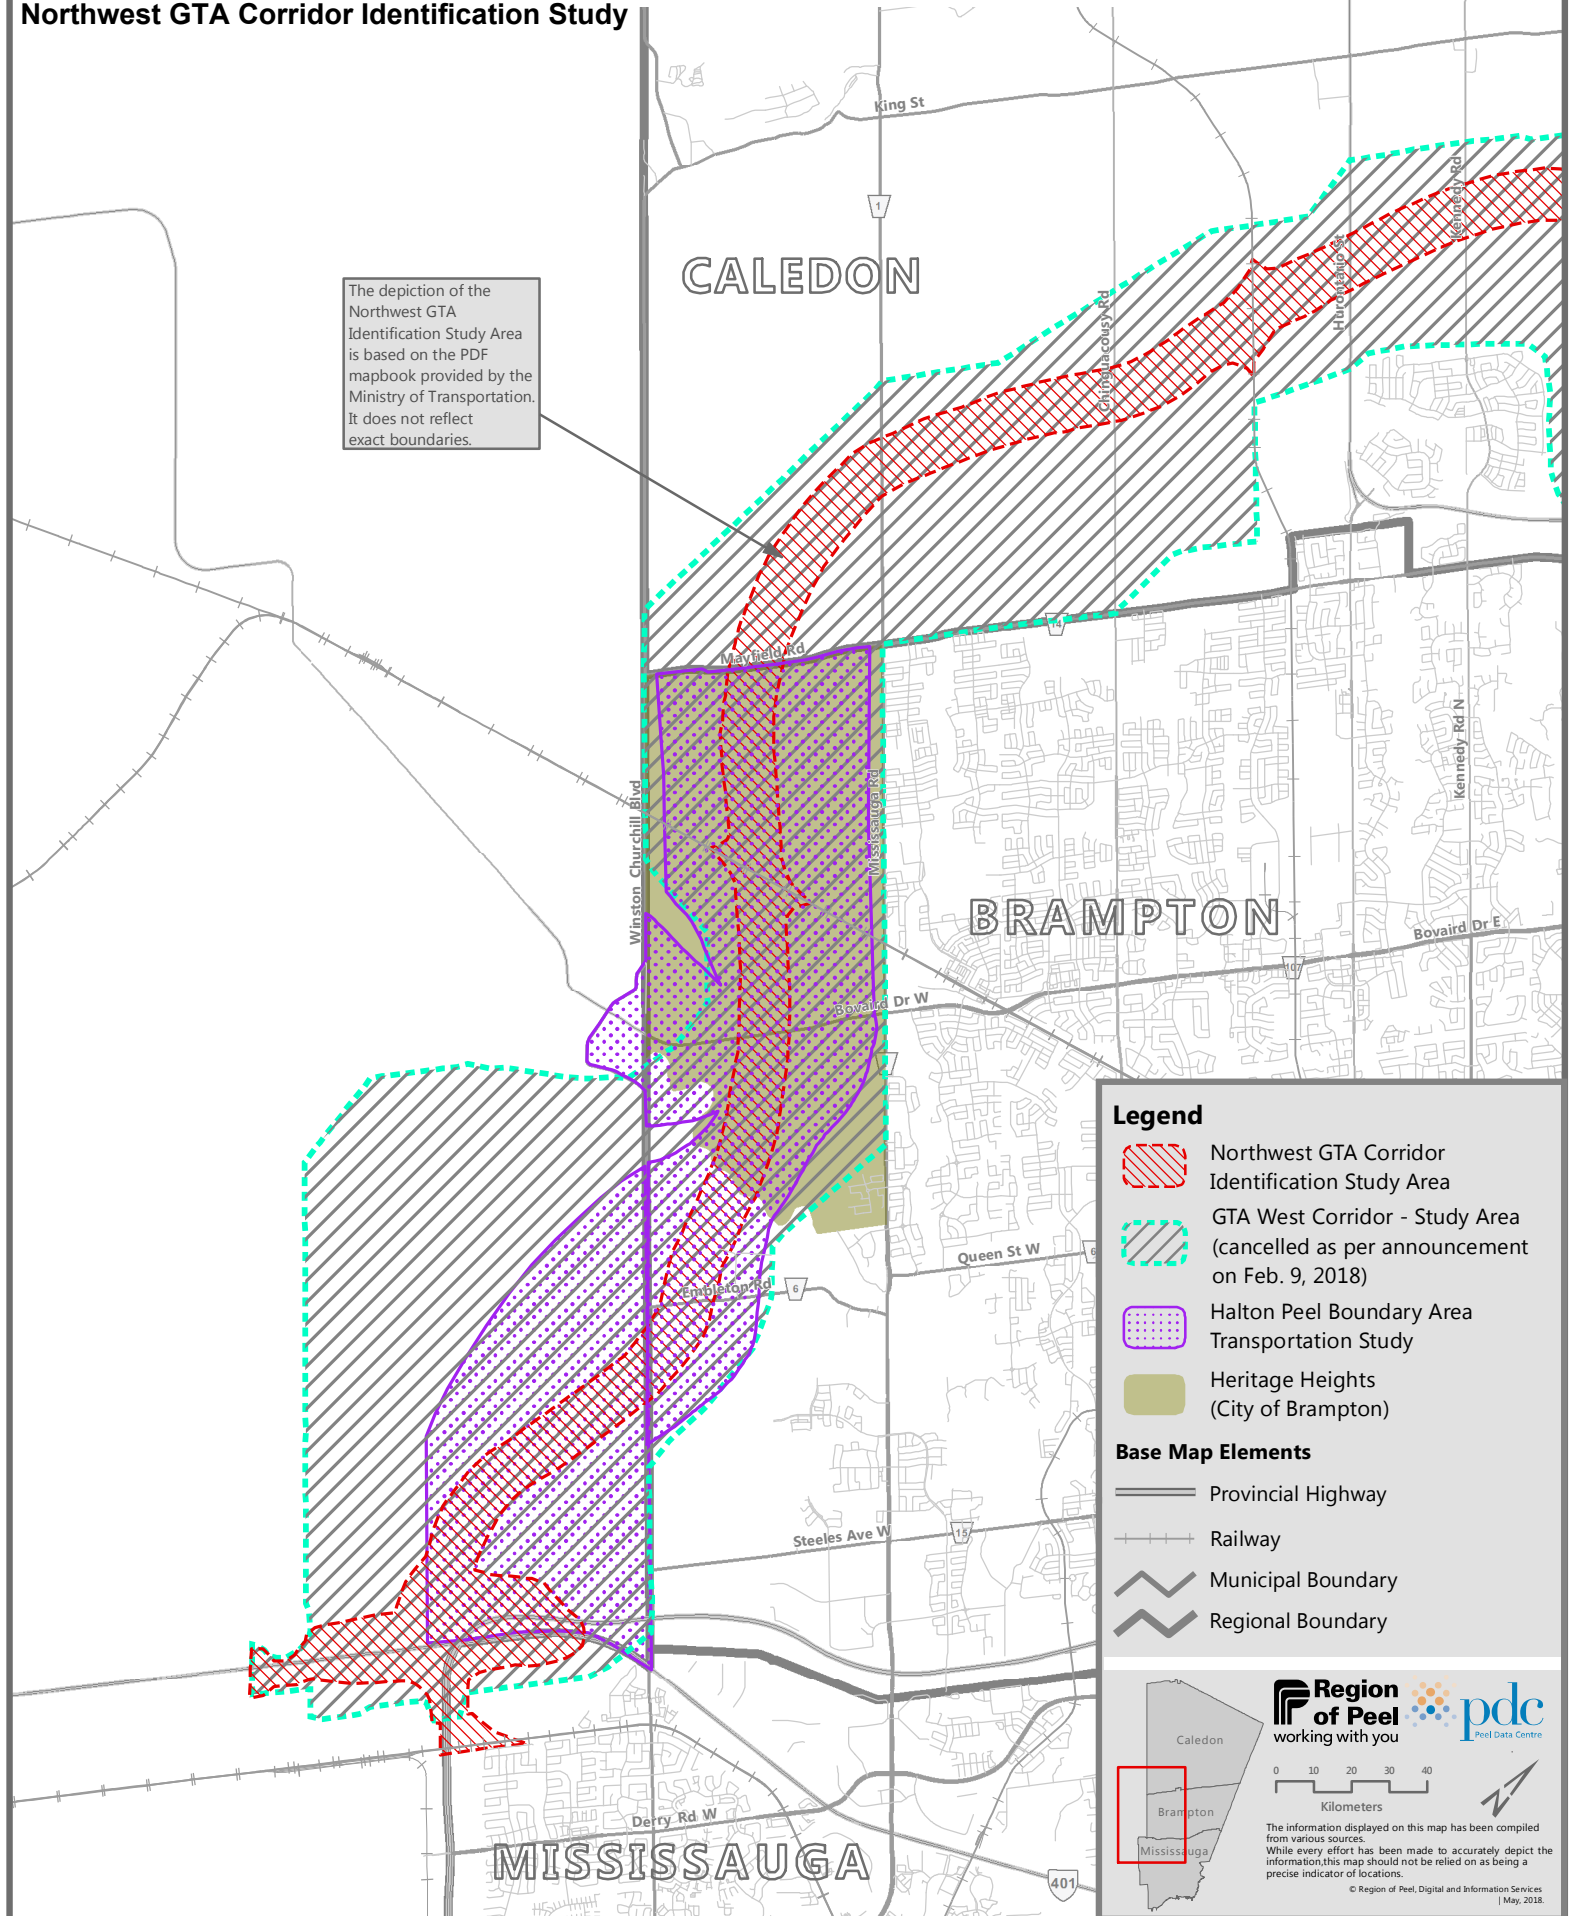 Northwest GTA Corridor Identification Study
King St
Kennedy Rd
1
CALEDON
Hurontario St
The depiction of the
Northwest GTA
Identification Study Area
is based on the PDF
mapbook provided by the
Ministry of Transportation.
It does not reflect
exact boundaries.
Chinguacousy Rd
14
Mayfield Rd
Kennedy Rd N
Winston Churchill Blvd
Mississauga Rd
BRAMPTON
Bovaird Dr E
107
Bovaird Dr W
Queen St W
6
Embleton Rd
6
Steeles Ave W
15
Derry Rd W
MISSISSAUGA
401
Legend
Northwest GTA Corridor
Identification Study Area
GTA West Corridor - Study Area
(cancelled as per announcement
on Feb. 9, 2018)
Halton Peel Boundary Area
Transportation Study
Heritage Heights
(City of Brampton)
Base Map Elements
Provincial Highway
Railway
Municipal Boundary
Regional Boundary
Caledon
Brampton
Mississauga
Region
of Peel
working with you
pdc
Peel Data Centre
0 10 20 30 40
Kilometers
The information displayed on this map has been compiled
from various sources.
While every effort has been made to accurately depict the
information,this map should not be relied on as being a
precise indicator of locations.
© Region of Peel, Digital and Information Services
| May, 2018.